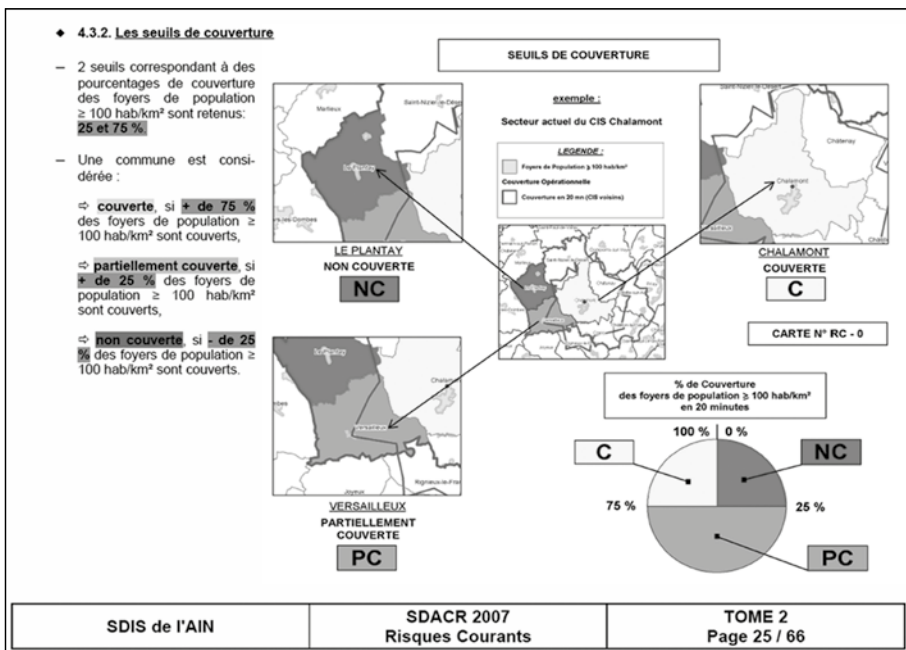 ◆ 4.3.2. Les seuils de couverture
– 2 seuils correspondant à des
pourcentages de couverture
des foyers de population
≥ 100 hab/km² sont retenus:
25 et 75 %.
– Une commune est consi-
dérée :
⇨ couverte, si + de 75 %
des foyers de population ≥
100 hab/km² sont couverts,
⇨ partiellement couverte, si
+ de 25 % des foyers de
population ≥ 100 hab/km²
sont couverts,
⇨ non couverte, si - de 25
% des foyers de population ≥
100 hab/km² sont couverts.
SEUILS DE COUVERTURE
Marlieux
Le Plantay
LE PLANTAY
NON COUVERTE
NC
exemple :
Secteur actuel du CIS Chalamont
LEGENDE :
Foyers de Population ≥ 100 hab/km²
Couverture Opérationnelle
Couverture en 20 mn (CIS voisins)
Châtenay
Chalamont
CHALAMONT
COUVERTE
C
CARTE N° RC - 0
Le Plantay
Versailleux
Joyeux
VERSAILLEUX
PARTIELLEMENT
COUVERTE
PC
% de Couverture
des foyers de population ≥ 100 hab/km²
en 20 minutes
100 % 0 %
C
NC
75 %
25 %
PC
SDIS de l'AIN
SDACR 2007
Risques Courants
TOME 2
Page 25 / 66